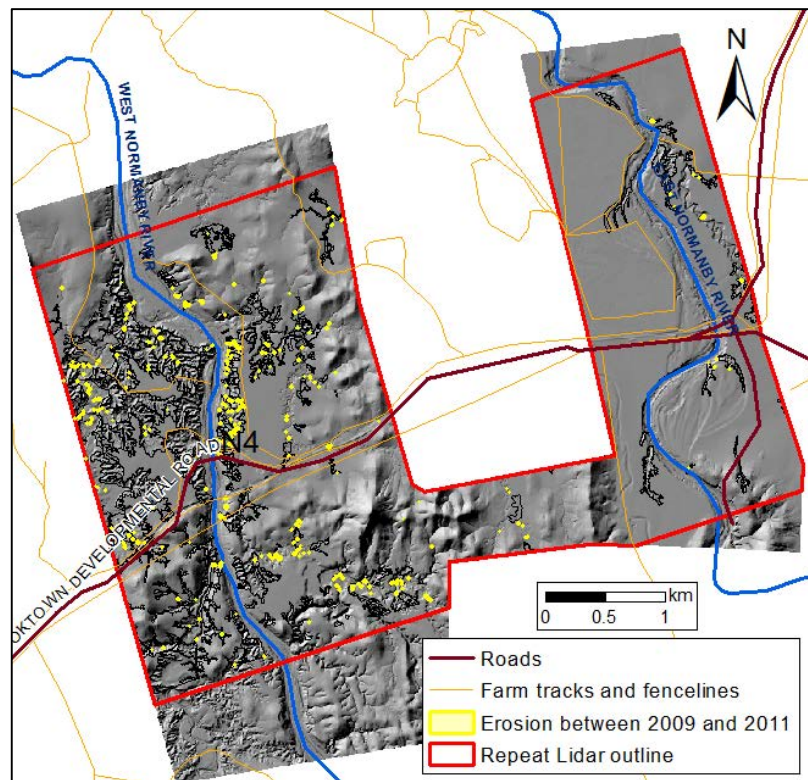 N
WEST NORMANBY RIVER
EAST NORMANBY RIVER
N4
OKTOWN DEVELOPMENTAL ROAD
km
0 0.5 1
Roads
Farm tracks and fencelines
Erosion between 2009 and 2011
Repeat Lidar outline